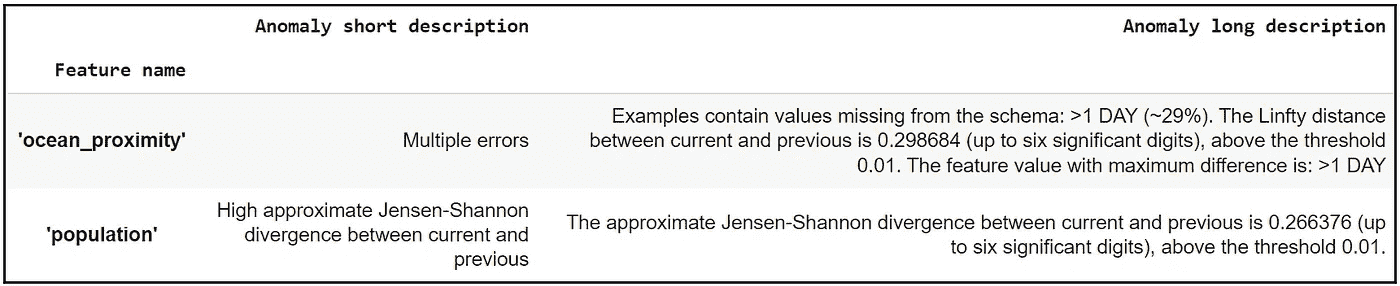 Anomaly short description
Anomaly long description
Feature name
'ocean_proximity'
Multiple errors
Examples contain values missing from the schema: >1 DAY (~29%). The Linfty distance
between current and previous is 0.298684 (up to six significant digits), above the threshold
0.01. The feature value with maximum difference is: >1 DAY
'population'
High approximate Jensen-Shannon
divergence between current and
previous
The approximate Jensen-Shannon divergence between current and previous is 0.266376 (up
to six significant digits), above the threshold 0.01.